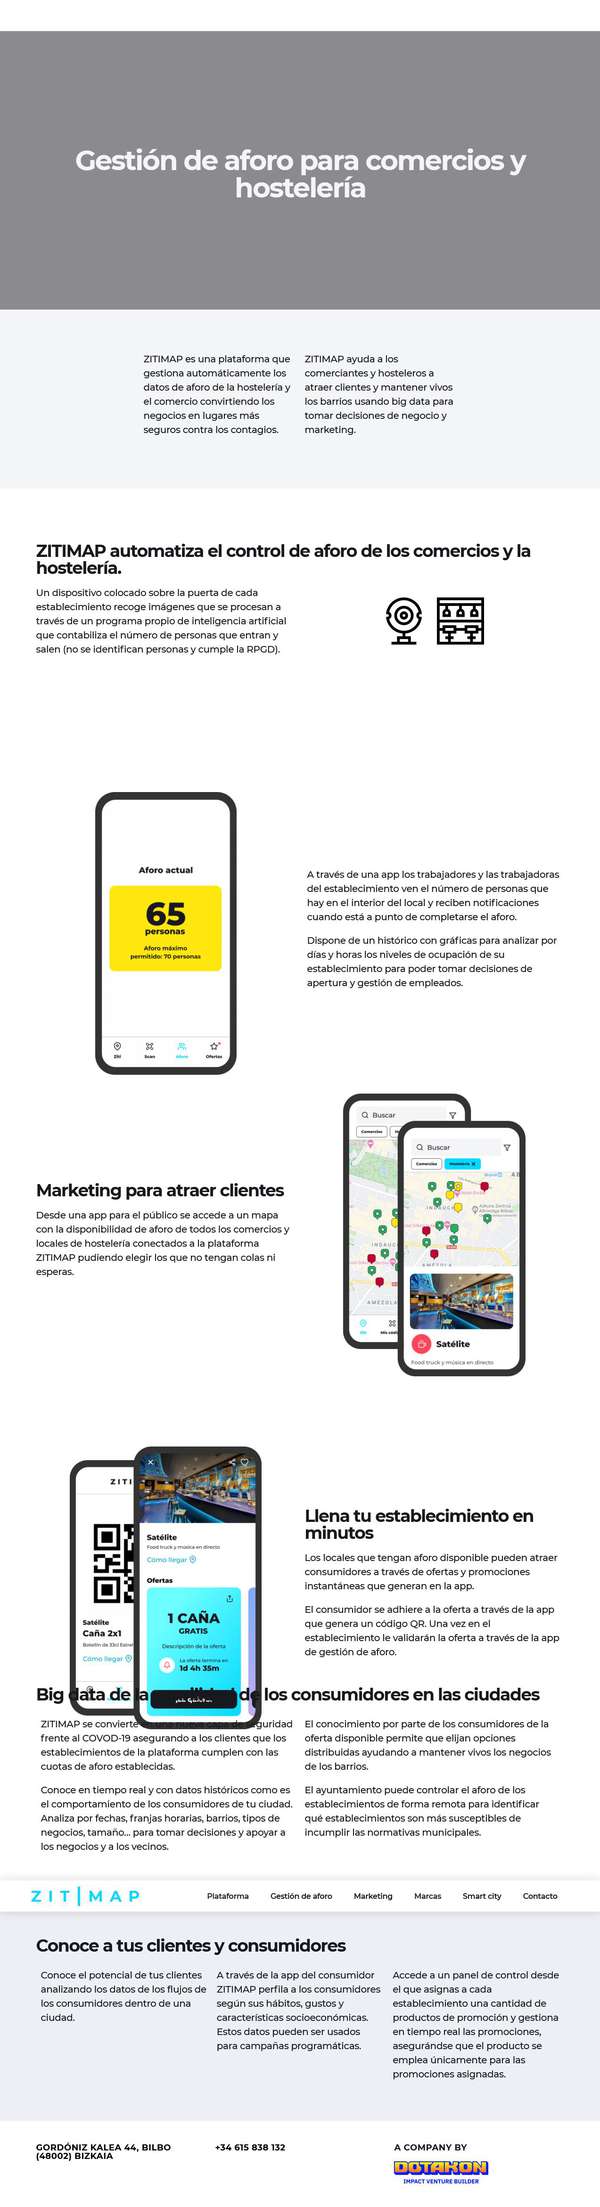 Gestión de aforo para comercios y
hostelería
ZITIMAP es una plataforma que
gestiona automáticamente los
datos de aforo de la hostelería y
el comercio convirtiendo los
negocios en lugares más
seguros contra los contagios.
ZITIMAP ayuda a los
comerciantes y hosteleros a
atraer clientes y mantener vivos
los barrios usando big data para
tomar decisiones de negocio y
marketing.
ZITIMAP automatiza el control de aforo de los comercios y la
hostelería.
Un dispositivo colocado sobre la puerta de cada
establecimiento recoge imágenes que se procesan a
través de un programa propio de inteligencia artificial
que contabiliza el número de personas que entran y
salen (no se identifican personas y cumple la RPGD).
Aforo actual
65
personas
Aforo máximo
permitido: 70 personas
Ziti
Scan
Aforo
Ofertas
A través de una app los trabajadores y las trabajadoras
del establecimiento ven el número de personas que
hay en el interior del local y reciben notificaciones
cuando está a punto de completarse el aforo.
Dispone de un histórico con gráficas para analizar por
días y horas los niveles de ocupación de su
establecimiento para poder tomar decisiones de
apertura y gestión de empleados.
Marketing para atraer clientes
Desde una app para el público se accede a un mapa
con la disponibilidad de aforo de todos los comercios y
locales de hostelería conectados a la plataforma
ZITIMAP pudiendo elegir los que no tengan colas ni
esperas.
Buscar
Comercios
INDAUCHU
AMÉZOLA
Buscar
Comercios
Hostelería
Azkuna Zentroa
AMÉZOLA
Satélite
Food truck y música en directo
ZITI
Satélite
Caña 2x1
Cómo llegar
Satélite
Food truck y música en directo
Cómo llegar
Ofertas
1 CAÑA
GRATIS
Descripción de la oferta
La oferta termina en
1d 4h 35m
Llena tu establecimiento en
minutos
Los locales que tengan aforo disponible pueden atraer
consumidores a través de ofertas y promociones
instantáneas que generan en la app.
El consumidor se adhiere a la oferta a través de la app
que genera un código QR. Una vez en el
establecimiento le validarán la oferta a través de la app
de gestión de aforo.
Big data de la movilidad de los consumidores en las ciudades
ZITIMAP se convierte en una nueva capa de seguridad
frente al COVOD-19 asegurando a los clientes que los
establecimientos de la plataforma cumplen con las
cuotas de aforo establecidas.
Conoce en tiempo real y con datos históricos como es
el comportamiento de los consumidores de tu ciudad.
Analiza por fechas, franjas horarias, barrios, tipos de
negocios, tamaño... para tomar decisiones y apoyar a
los negocios y a los vecinos.
El conocimiento por parte de los consumidores de la
oferta disponible permite que elijan opciones
distribuidas ayudando a mantener vivos los negocios
de los barrios.
El ayuntamiento puede controlar el aforo de los
establecimientos de forma remota para identificar
qué establecimientos son más susceptibles de
incumplir las normativas municipales.
ZIT|MAP
Plataforma
Gestión de aforo
Marketing
Marcas
Smart city
Contacto
Conoce a tus clientes y consumidores
Conoce el potencial de tus clientes
analizando los datos de los flujos de
los consumidores dentro de una
ciudad.
A través de la app del consumidor
ZITIMAP perfila a los consumidores
según sus hábitos, gustos y
características socioeconómicas.
Estos datos pueden ser usados
para campañas programáticas.
Accede a un panel de control desde
el que asignas a cada
establecimiento una cantidad de
productos de promoción y gestiona
en tiempo real las promociones,
asegurándse que el producto se
emplea únicamente para las
promociones asignadas.
GORDÓNIZ KALEA 44, BILBO
(48002) BIZKAIA
+34 615 838 132
A COMPANY BY
DOTAKON
IMPACT VENTURE BUILDER